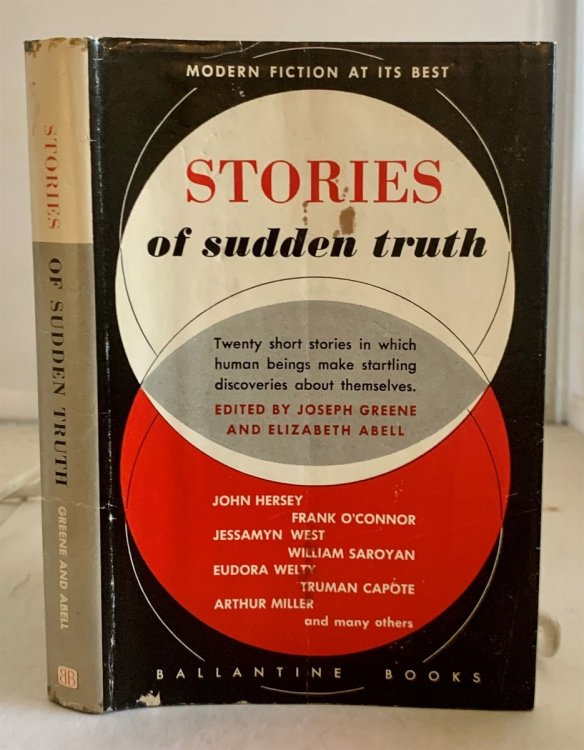 STORIES OF SUDDEN TRUTH GREENE AND ABELL
BB
MODERN FICTION AT ITS BEST
STORIES
of sudden truth
Twenty short stories in which
human beings make startling
discoveries about themselves.
EDITED BY JOSEPH GREENE
AND ELIZABETH ABELL
JOHN HERSEY
FRANK O'CONNOR
JESSAMYN WEST
WILLIAM SAROYAN
EUDORA WELTY
TRUMAN CAPOTE
ARTHUR MILLER
and many others
BALLANTINE BOOKS